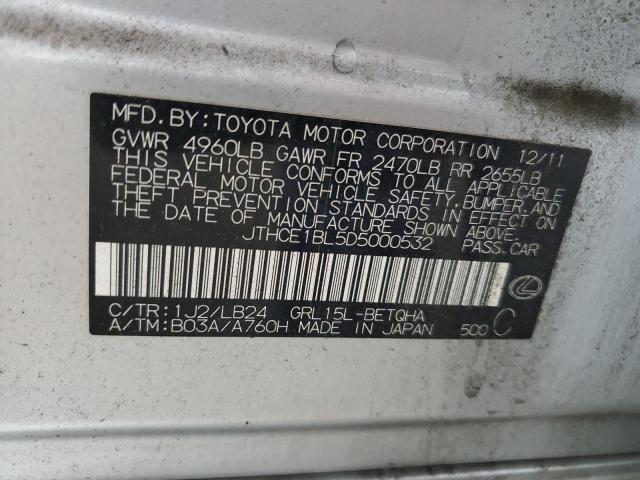 MFD. BY: TOYOTA MOTOR CORPORATION 12/11
GVWR 4960LB GAWR FR 2470LB RR 2655LB
THIS VEHICLE CONFORMS TO ALL APPLICABLE
FEDERAL MOTOR VEHICLE SAFETY, BUMPER AND
THEFT PREVENTION STANDARDS IN EFFECT ON
THE DATE OF MANUFACTURE SHOWN ABOVE.
JTHCE1BL5D5000532 PASS. CAR
C/TR: 1J2/LB24 GRL15L-BETQHA
A/TM: B03A/A760H MADE IN JAPAN 500 C